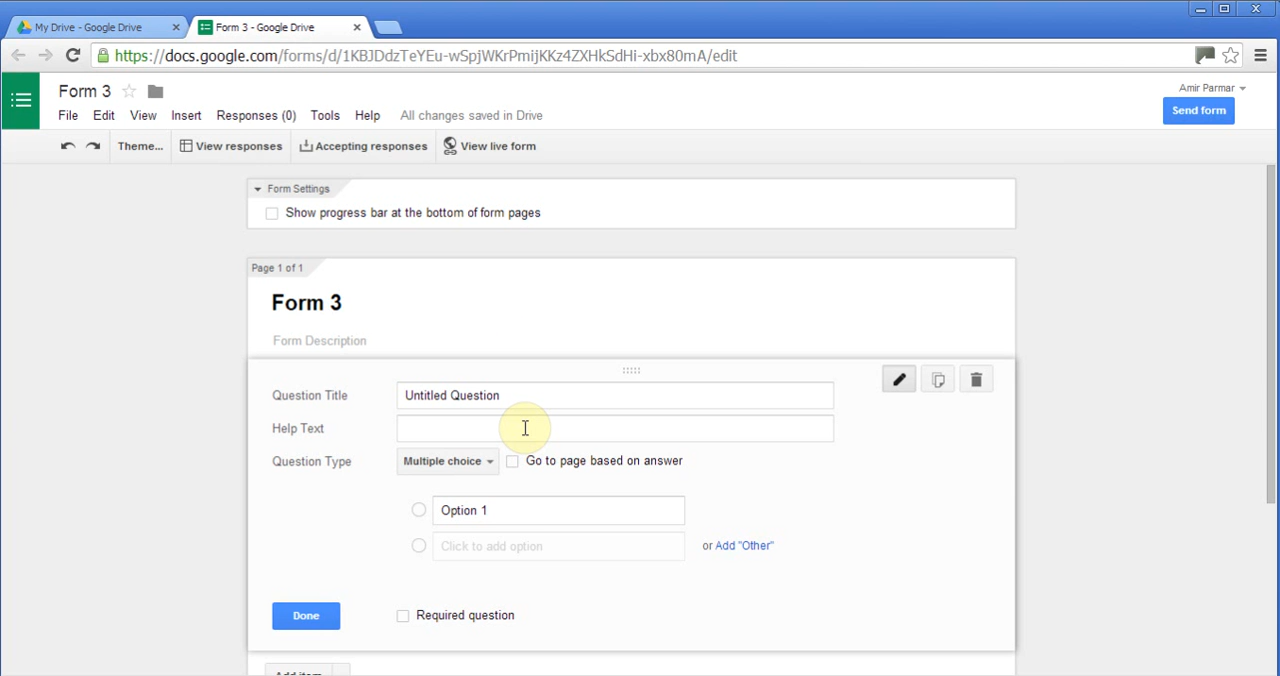 My Drive - Google Drive
Form 3 - Google Drive
https://docs.google.com/forms/d/1KBJDdzTeYEu-wSpjWKrPmijKKz4ZXHkSdHi-xbx80mA/edit
Form 3
Amir Parmar
File Edit View Insert Responses (0) Tools Help All changes saved in Drive
Send form
Theme... View responses Accepting responses View live form
Form Settings
Show progress bar at the bottom of form pages
Page 1 of 1
Form 3
Form Description
Question Title Untitled Question
Help Text
Question Type Multiple choice Go to page based on answer
Option 1
Click to add option or Add "Other"
Done Required question
Add item